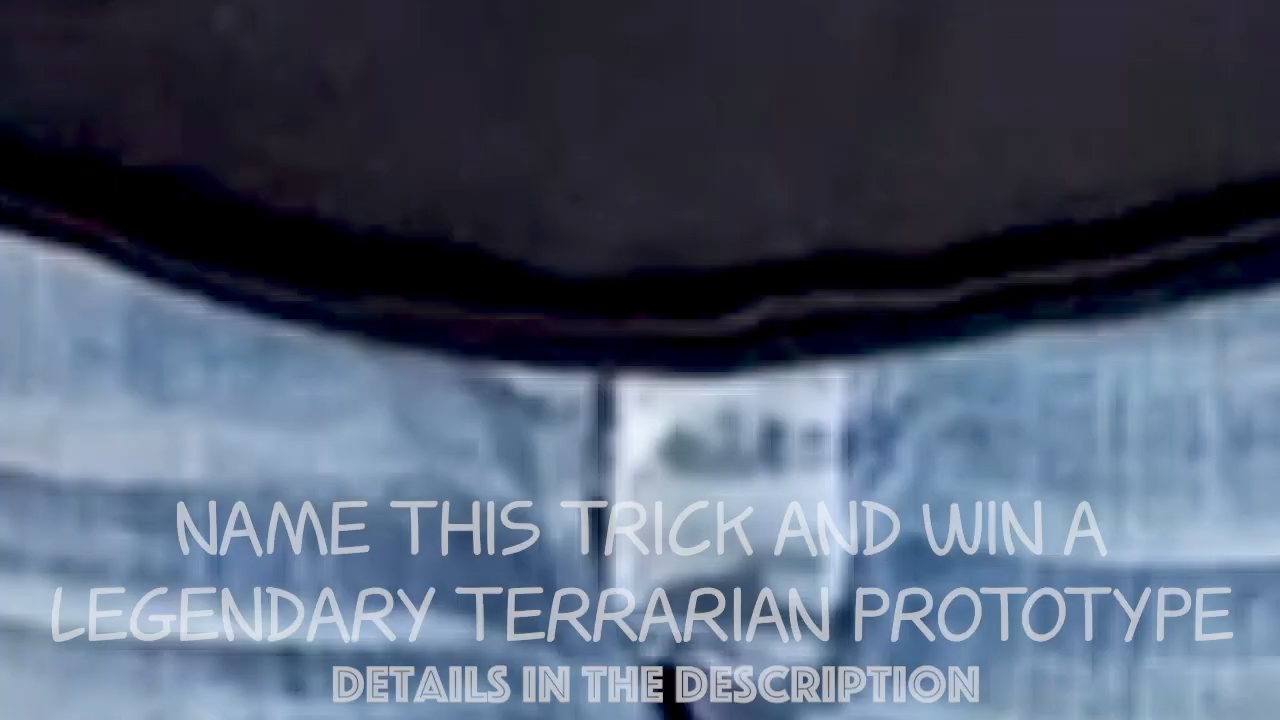 NAME THIS TRICK AND WIN A
LEGENDARY TERRARIAN PROTOTYPE
DETAILS IN THE DESCRIPTION